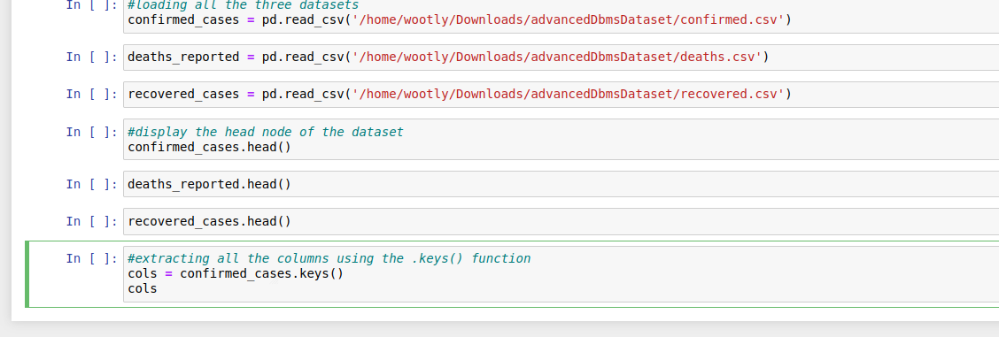 In [ ]: #loading all the three datasets
confirmed_cases = pd.read_csv('/home/wootly/Downloads/advancedDbmsDataset/confirmed.csv')
In [ ]: deaths_reported = pd.read_csv('/home/wootly/Downloads/advancedDbmsDataset/deaths.csv')
In [ ]: recovered_cases = pd.read_csv('/home/wootly/Downloads/advancedDbmsDataset/recovered.csv')
In [ ]: #display the head node of the dataset
confirmed_cases.head()
In [ ]: deaths_reported.head()
In [ ]: recovered_cases.head()
In [ ]: #extracting all the columns using the .keys() function
cols = confirmed_cases.keys()
cols